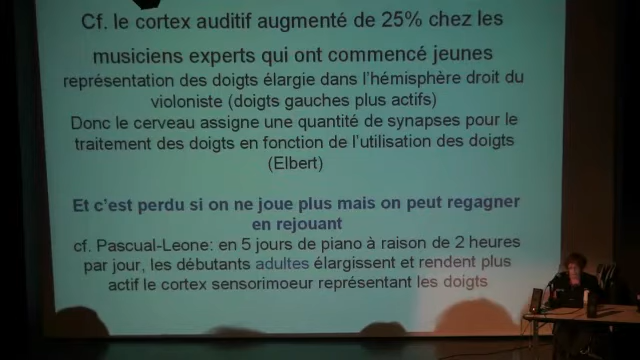 Cf. le cortex auditif augmenté de 25% chez les
musiciens experts qui ont commencé jeunes
représentation des doigts élargie dans l'hémisphère droit du
violoniste (doigts gauches plus actifs)
Donc le cerveau assigne une quantité de synapses pour le
traitement des doigts en fonction de l'utilisation des doigts
(Elbert)
Et c'est perdu si on ne joue plus mais on peut regagner
en rejouant
cf. Pascual-Leone: en 5 jours de piano à raison de 2 heures
par jour, les débutants adultes élargissent et rendent plus
actif le cortex sensorimoeur représentant les doigts